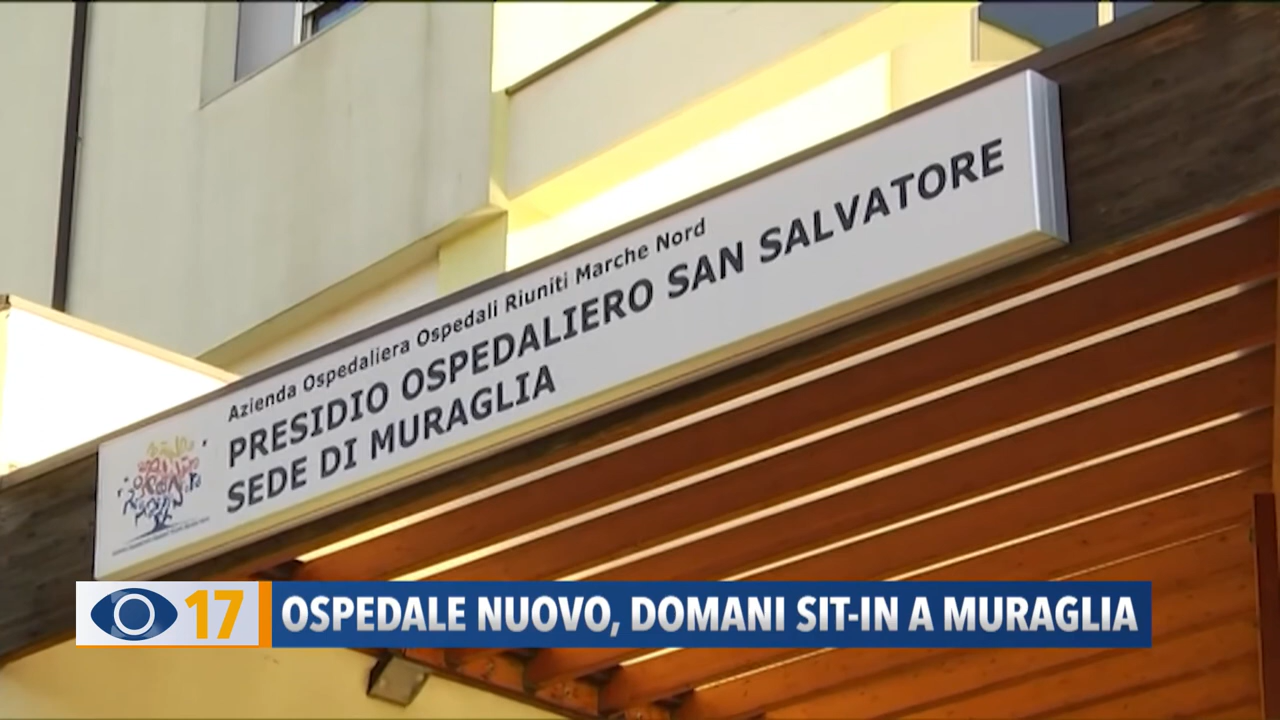 Azienda Ospedaliera Ospedali Riuniti Marche Nord
PRESIDIO OSPEDALIERO SAN SALVATORE
SEDE DI MURAGLIA
17
OSPEDALE NUOVO, DOMANI SIT-IN A MURAGLIA